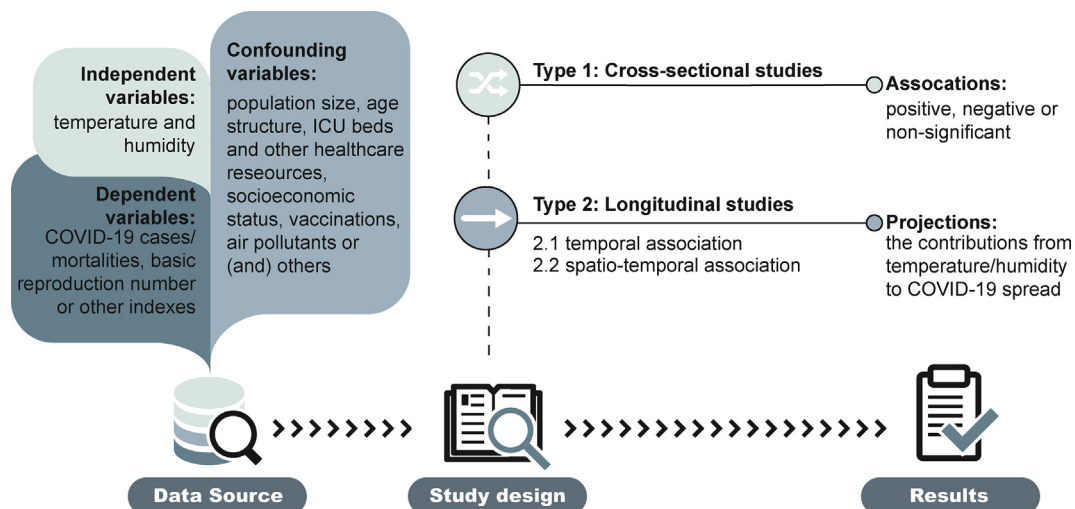 Independent
variables:
temperature and
humidity
Dependent
variables:
COVID-19 cases/
mortalities, basic
reproduction number
or other indexes
Confounding
variables:
population size, age
structure, ICU beds
and other healthcare
reseources,
socioeconomic
status, vaccinations,
air pollutants or
(and) others
Type 1: Cross-sectional studies
Assocations:
positive, negative or
non-significant
Type 2: Longitudinal studies
2.1 temporal association
2.2 spatio-temporal association
Projections:
the contributions from
temperature/humidity
to COVID-19 spread
Data Source
Study design
Results